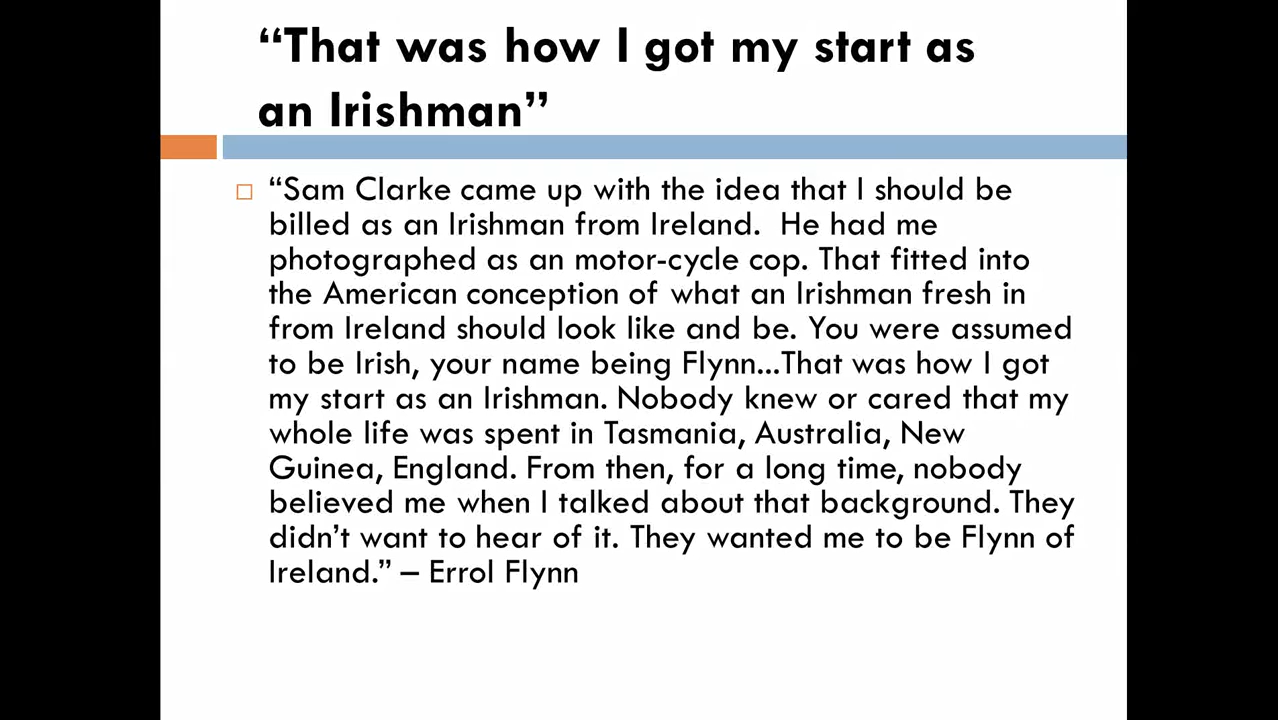 “That was how I got my start as
an Irishman”
“Sam Clarke came up with the idea that I should be
billed as an Irishman from Ireland.  He had me
photographed as an motor-cycle cop. That fitted into
the American conception of what an Irishman fresh in
from Ireland should look like and be. You were assumed
to be Irish, your name being Flynn...That was how I got
my start as an Irishman. Nobody knew or cared that my
whole life was spent in Tasmania, Australia, New
Guinea, England. From then, for a long time, nobody
believed me when I talked about that background. They
didn’t want to hear of it. They wanted me to be Flynn of
Ireland.” – Errol Flynn